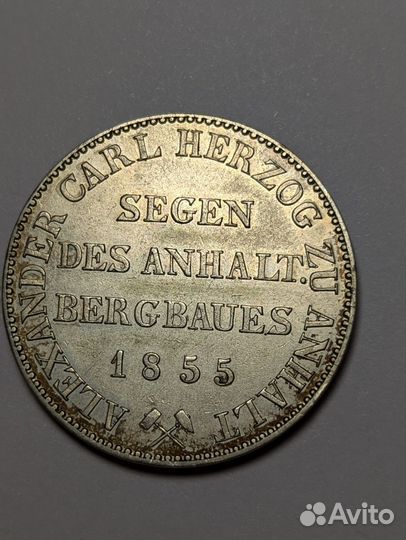 ALEXANDER CARL HERZOG ZU ANHALT
SEGEN
DES ANHALT.
BERGBAUES
1855
Avito